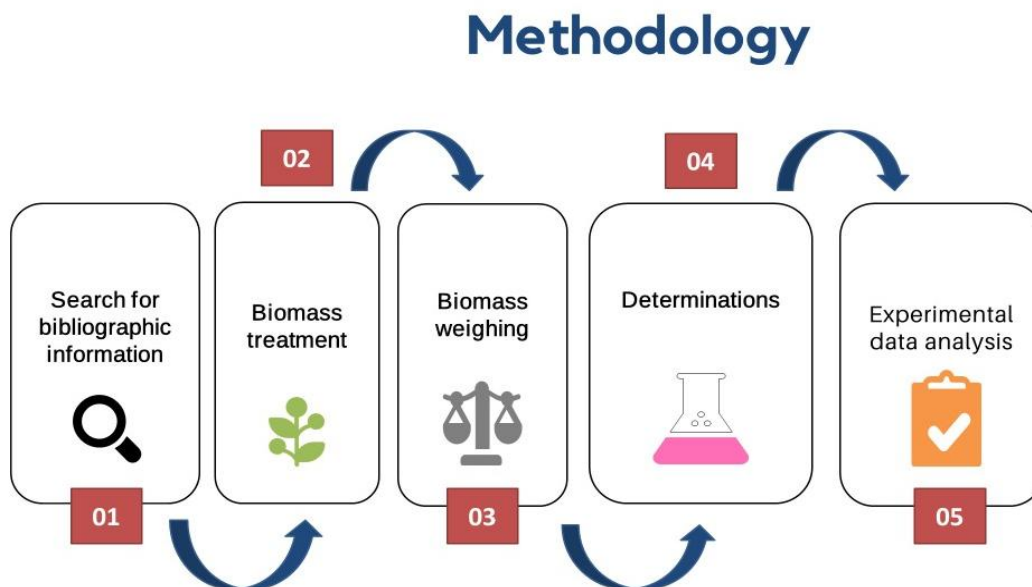 Methodology
01
Search for
bibliographic
information
02
Biomass
treatment
03
Biomass
weighing
04
Determinations
05
Experimental
data analysis